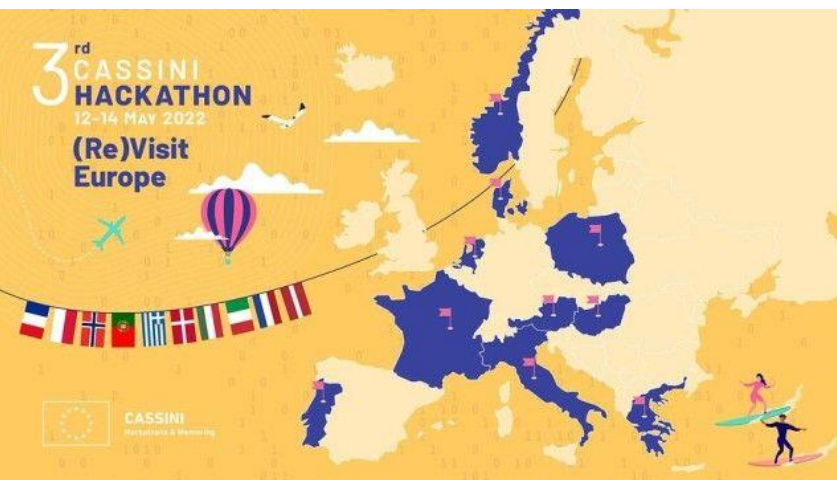 3rd
CASSINI
HACKATHON
12-14 MAY 2022
(Re)Visit
Europe
CASSINI
Hackathons & Mentoring